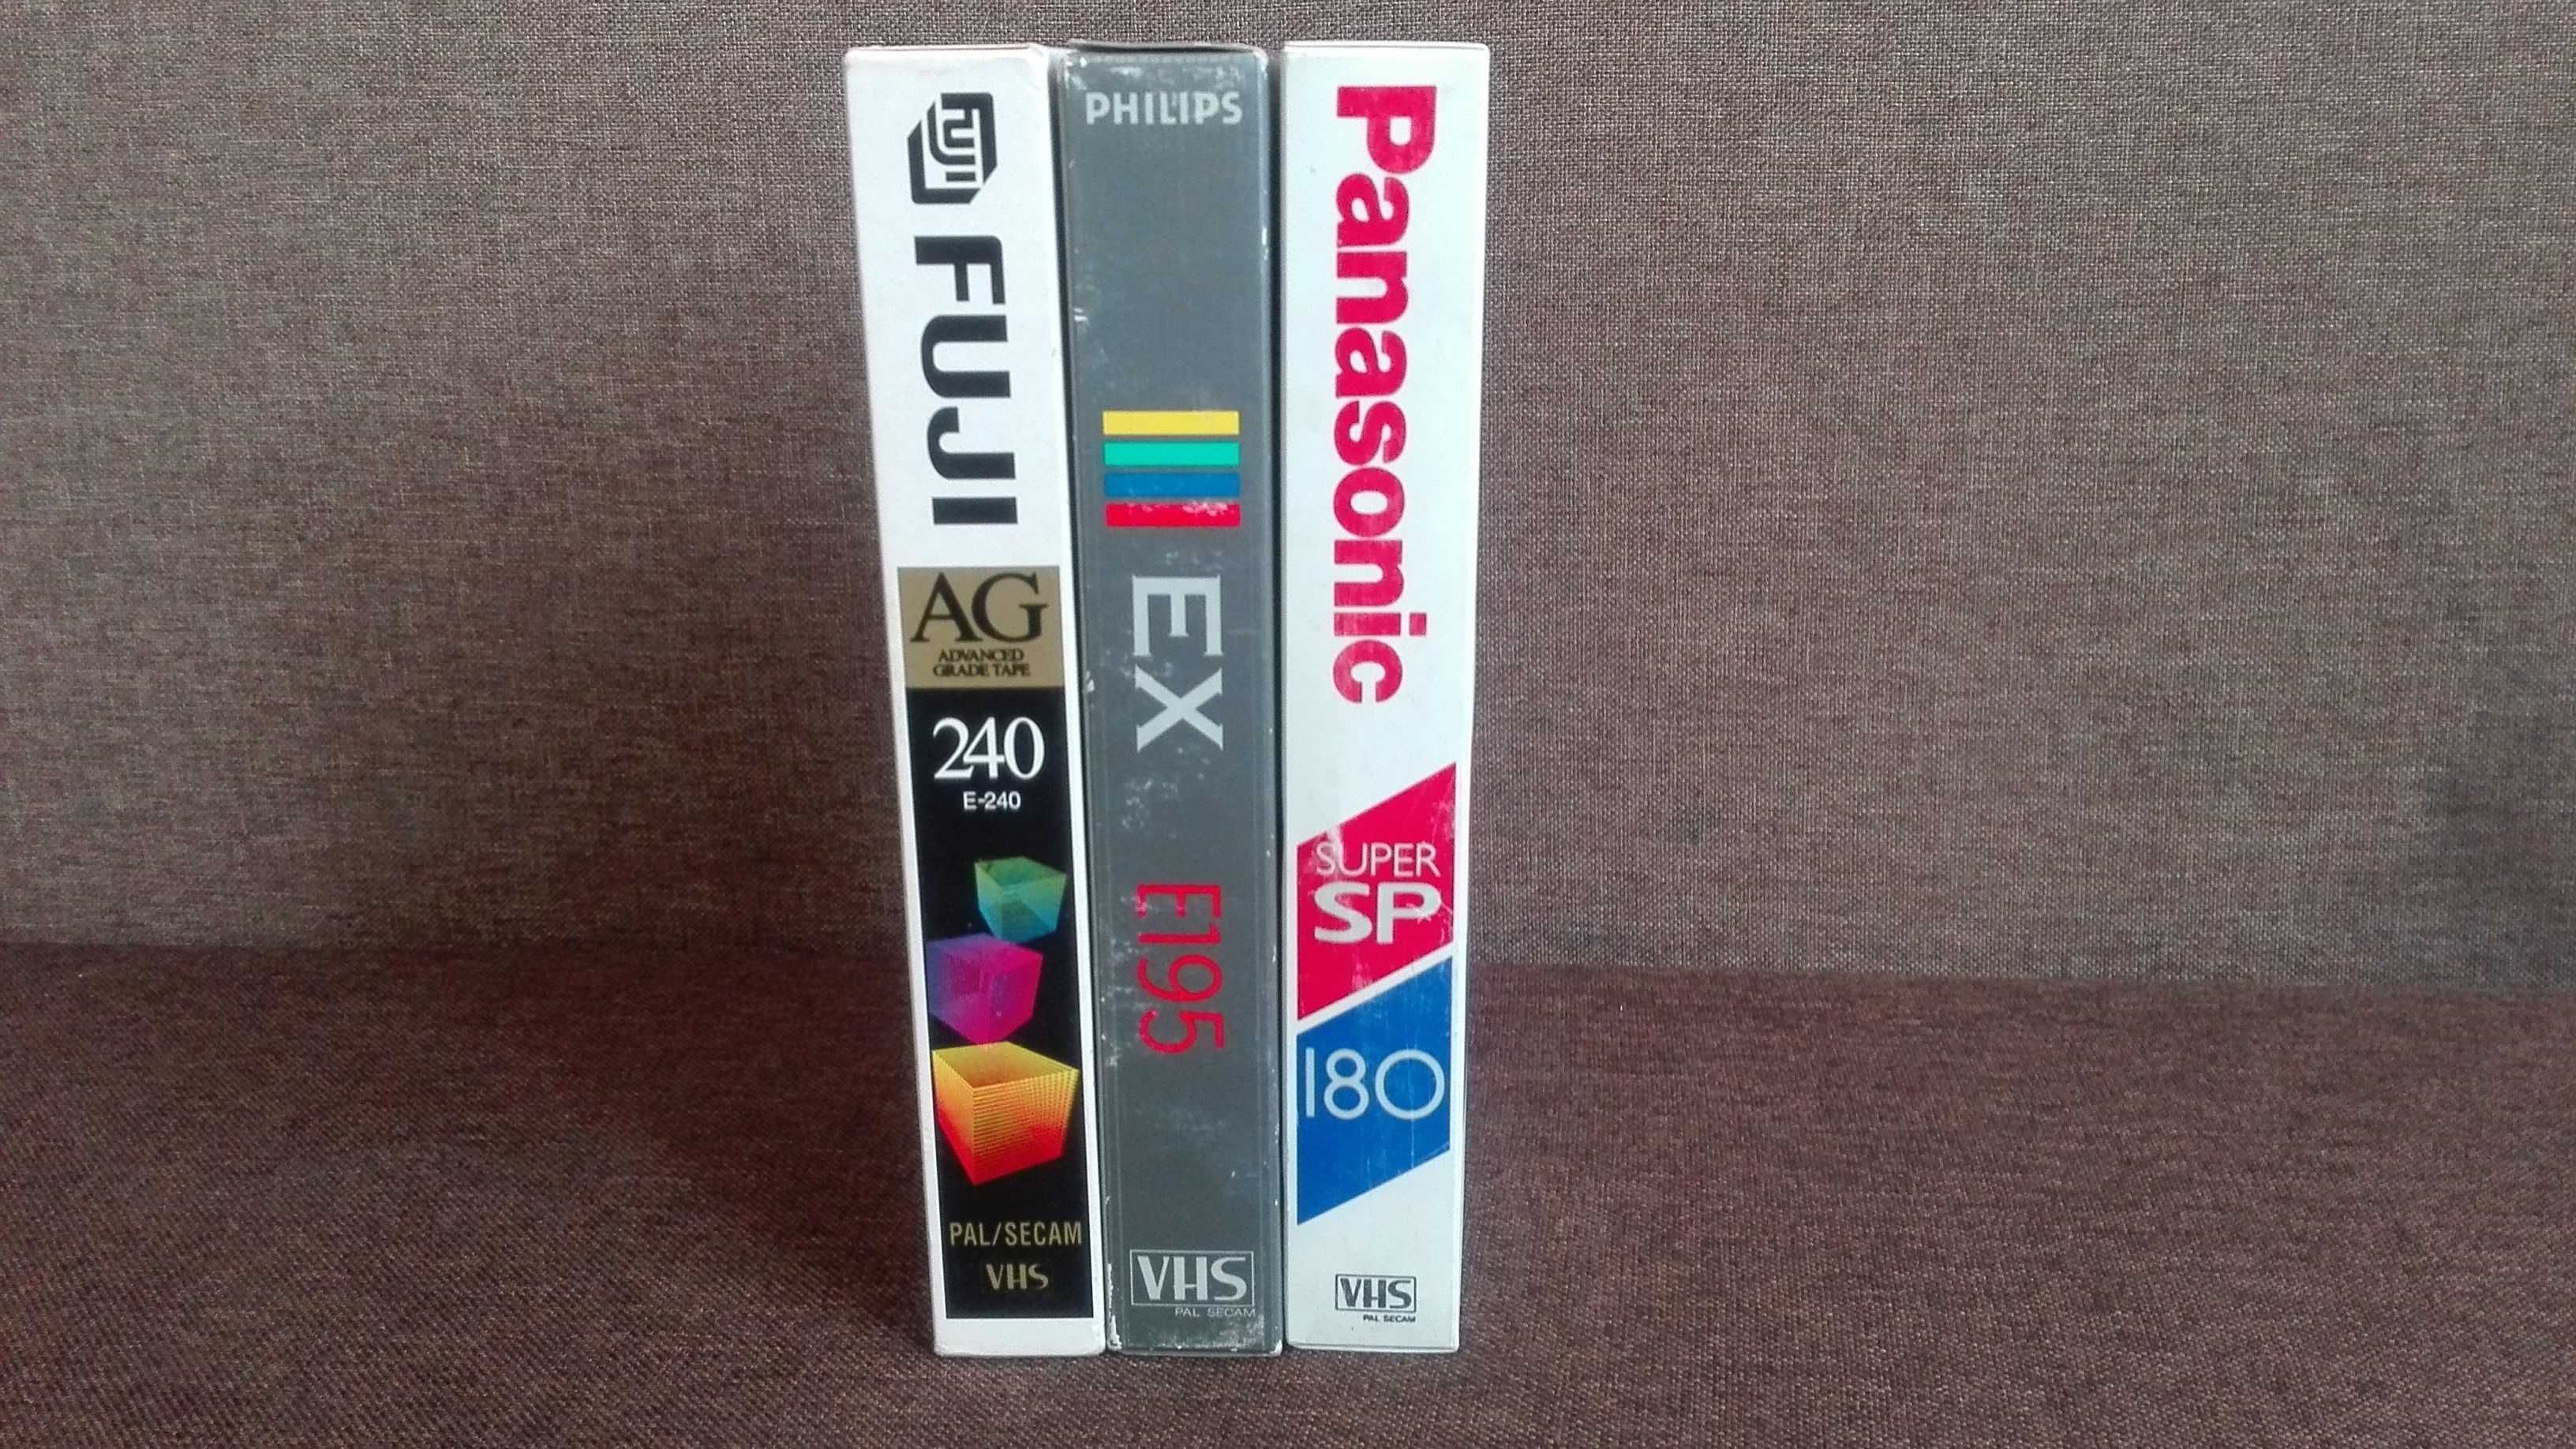 FUJI
FUJI
AG
ADVANCED
GRADE TAPE
240
E-240
PAL/SECAM
VHS
PHILIPS
EX
E195
VHS
PAL SECAM
Panasonic
SUPER
SP
180
VHS
PAL SECAM